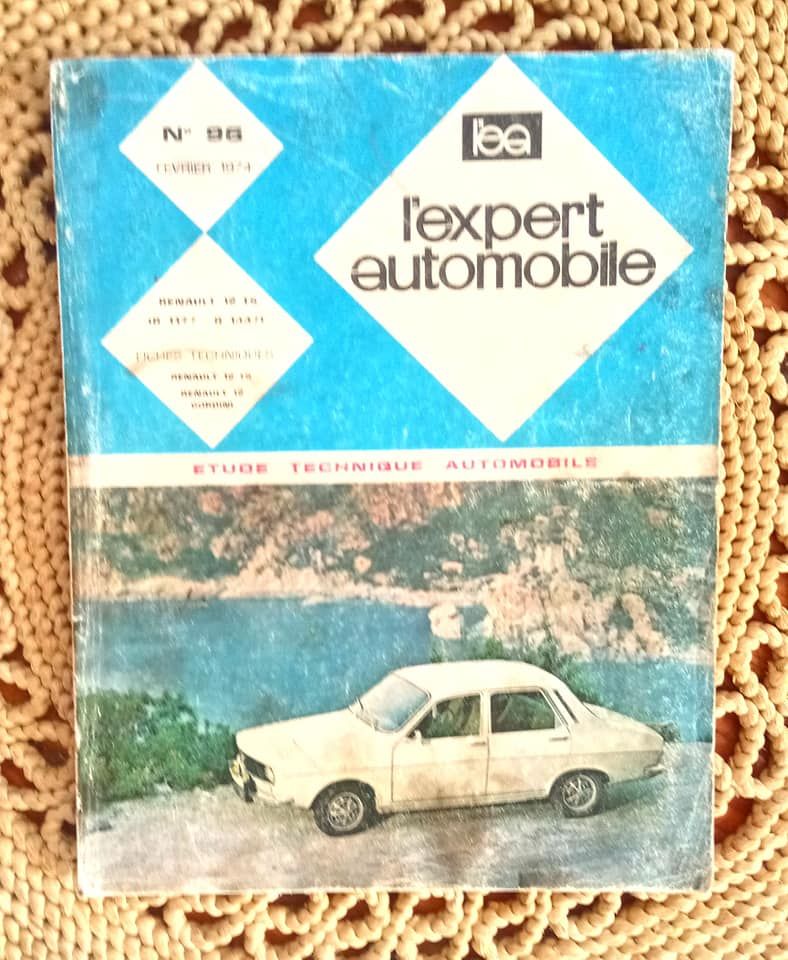 N° 96
FEVRIER 1974
l'ea
l'expert
automobile
RENAULT 12 TS
FICHES TECHNIQUES
RENAULT 12 TS
RENAULT 12
GORDINI
ETUDE TECHNIQUE AUTOMOBILE